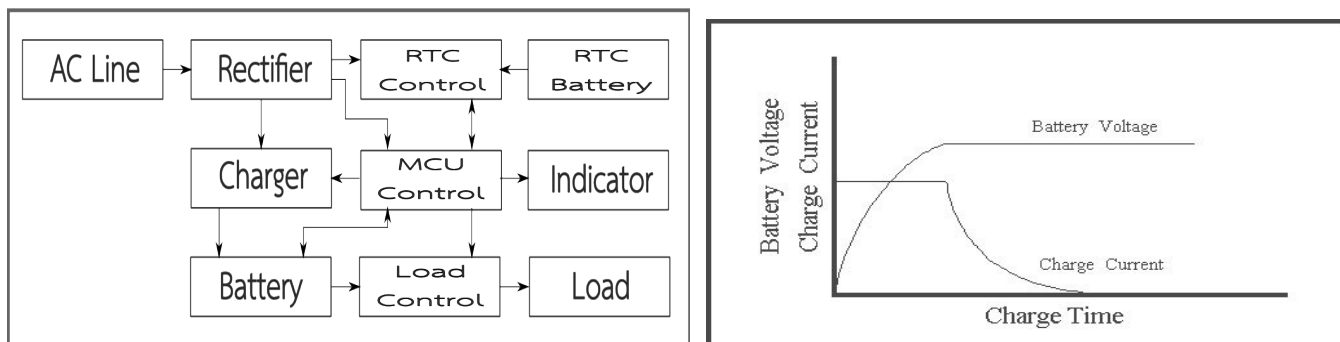 AC Line
Rectifier
RTC
Control
RTC
Battery
Charger
MCU
Control
Indicator
Battery
Load
Control
Load
Battery Voltage
Charge Current
Battery Voltage
Charge Current
Charge Time